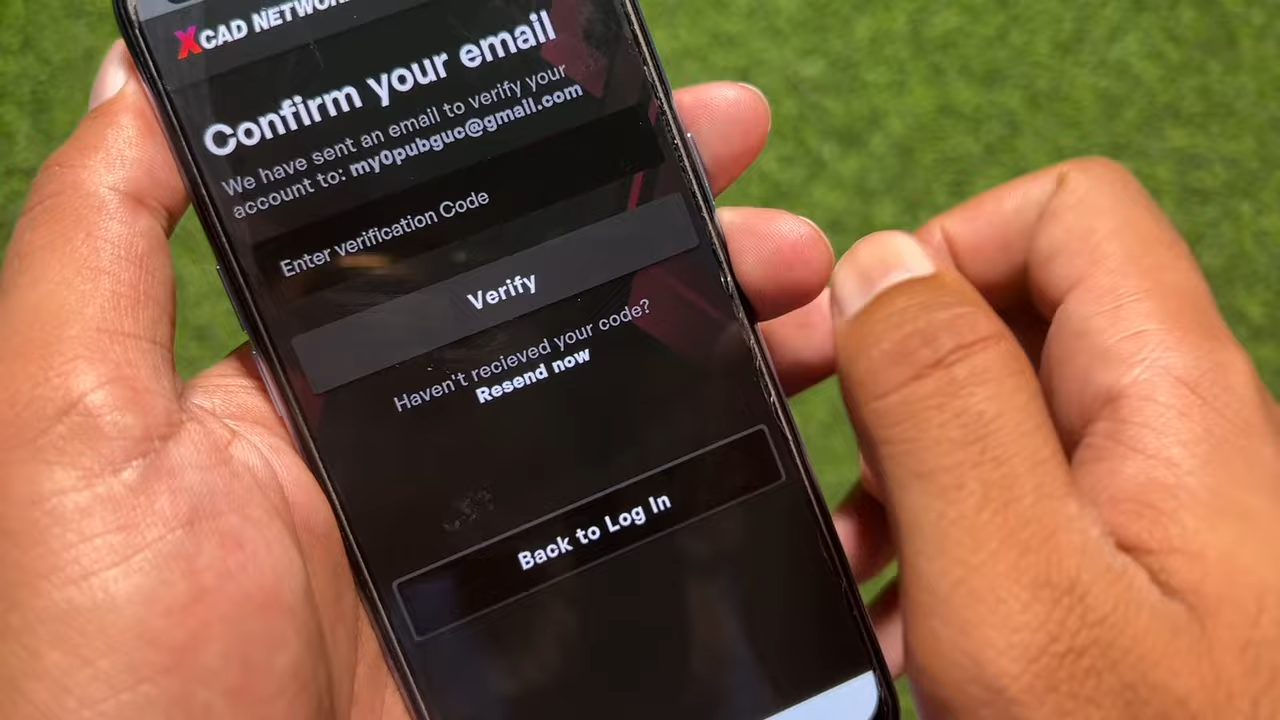 XCAD NETWORK
Confirm your email
We have sent an email to verify your
account to: my0pubguc@gmail.com
Enter verification Code
Verify
Haven't recieved your code?
Resend now
Back to Log In